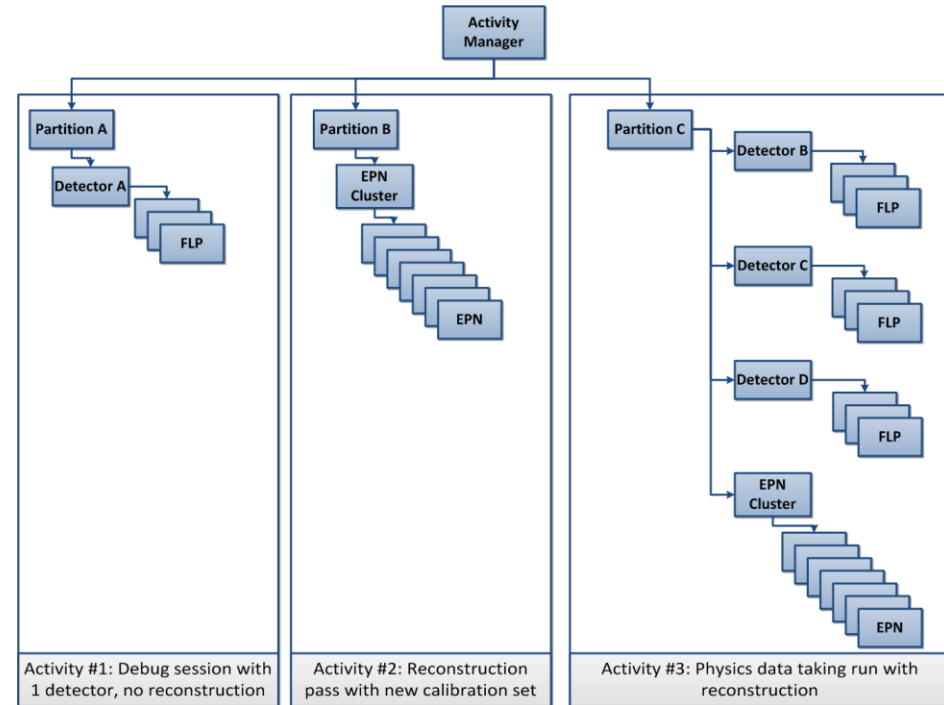 Activity
Manager
Partition A
Detector A
FLP
Activity #1: Debug session with
1 detector, no reconstruction
Partition B
EPN
Cluster
EPN
Activity #2: Reconstruction
pass with new calibration set
Partition C
Detector B
FLP
Detector C
FLP
Detector D
FLP
EPN
Cluster
EPN
Activity #3: Physics data taking run with
reconstruction